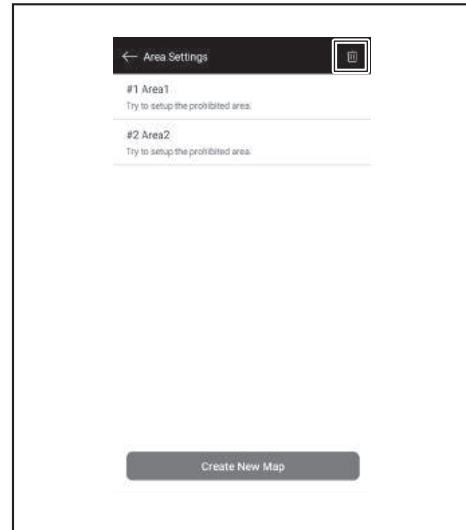 Area Settings
#1 Area1
Try to setup the prohibited area.
#2 Area2
Try to setup the prohibited area.
Create New Map